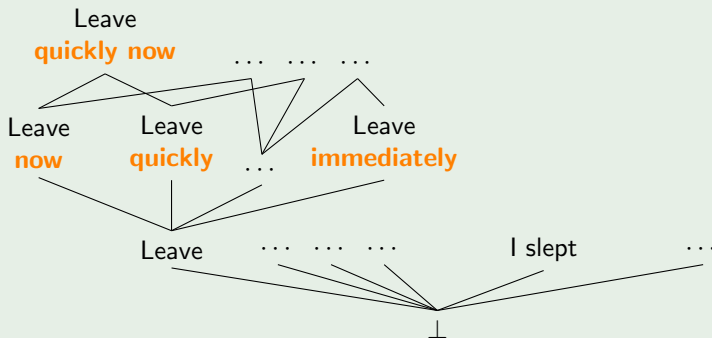 Leave
quickly now
... ... ...
Leave
now
Leave
quickly
...
Leave
immediately
Leave
... ... ...
I slept
...
⊥